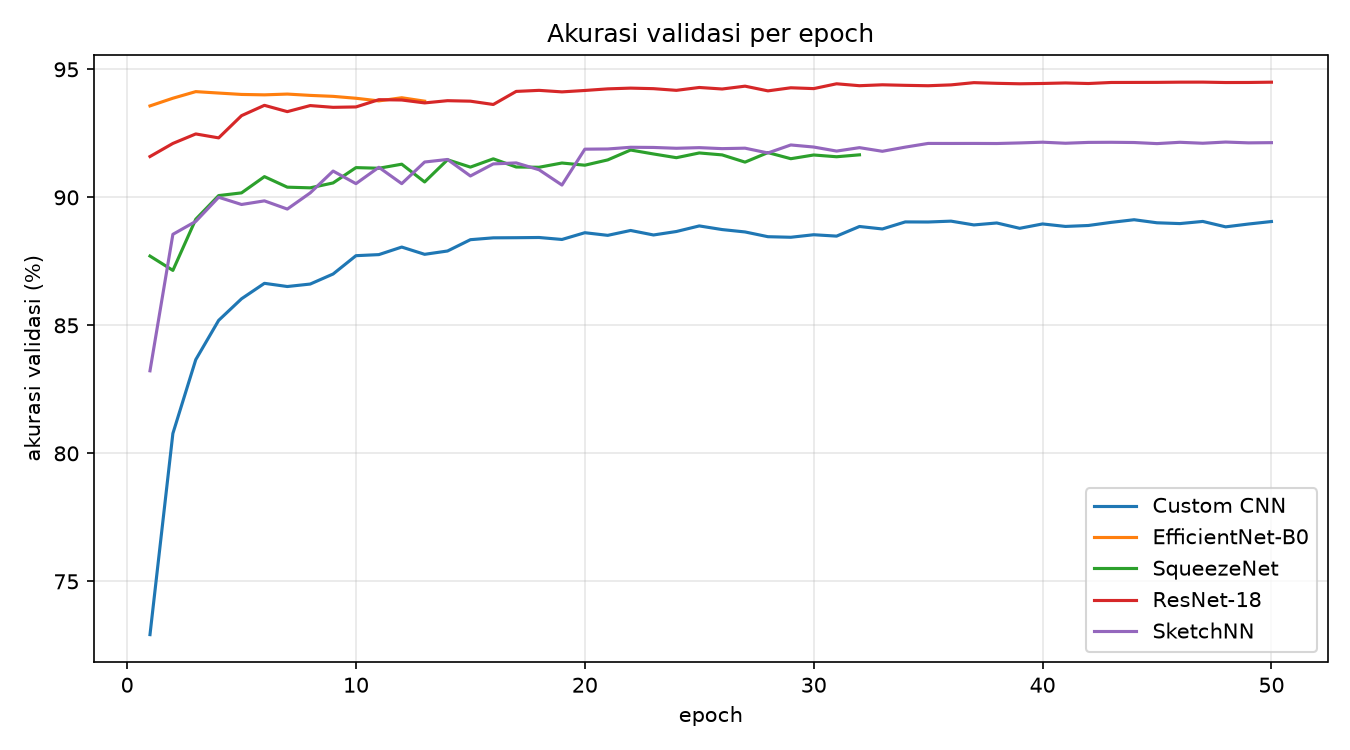 Akurasi validasi per epoch
akurasi validasi (%)
95
90
85
80
75
0 10 20 30 40 50
epoch
Custom CNN
EfficientNet-B0
SqueezeNet
ResNet-18
SketchNN